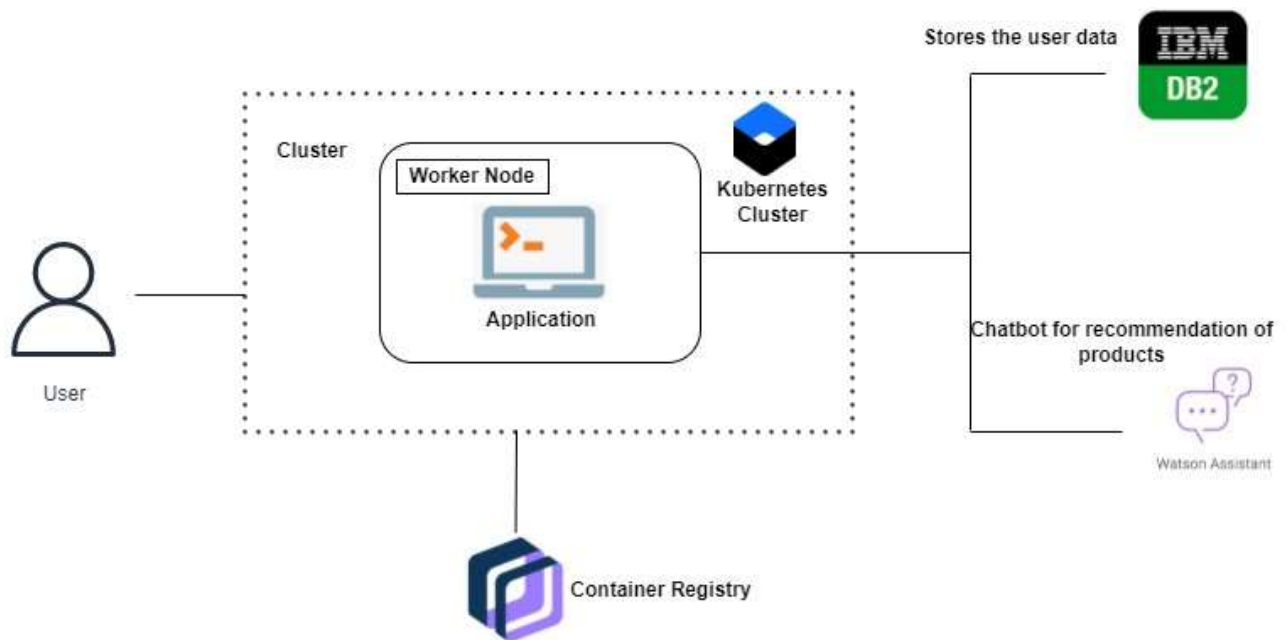 Stores the user data
IBM
DB2
Cluster
Worker Node
Kubernetes
Cluster
Application
User
Chatbot for recommendation of
products
Watson Assistant
Container Registry